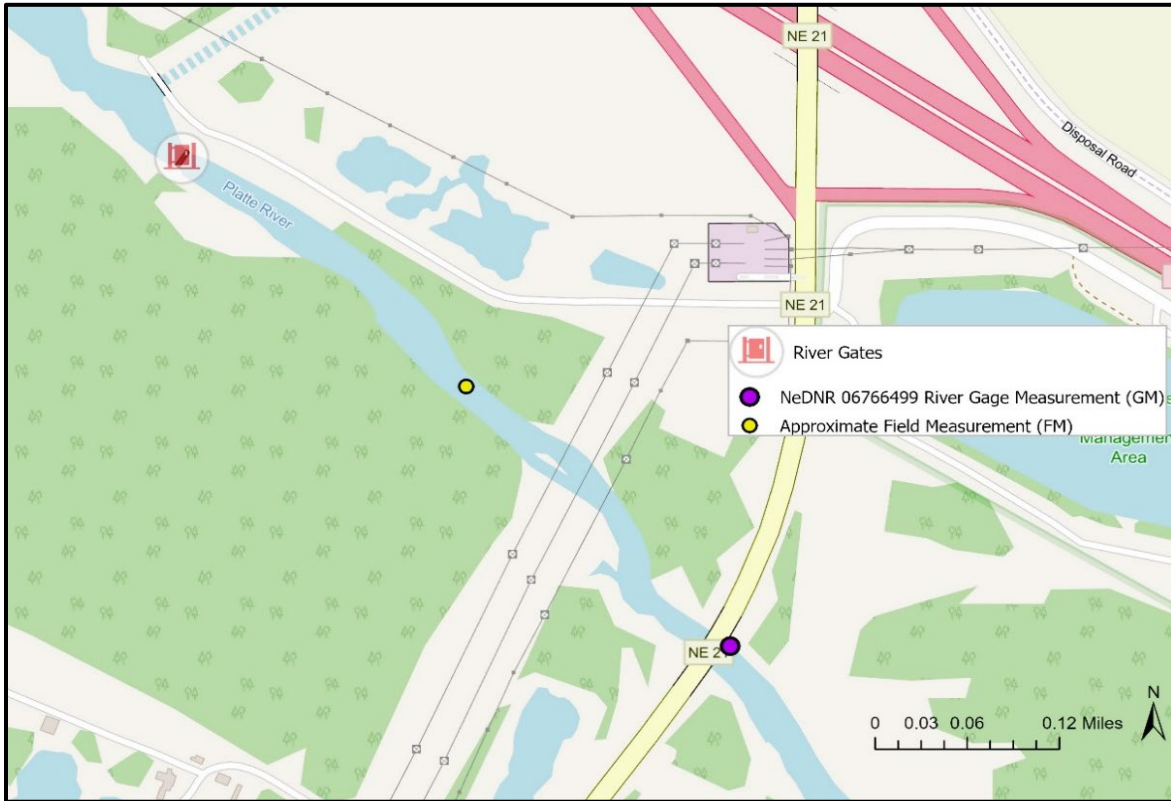 NE 21
Disposal Road
Platte River
NE 21
River Gates
NeDNR 06766499 River Gage Measurement (GM)
Approximate Field Measurement (FM)
Management
Area
NE 21
N
0 0.03 0.06 0.12 Miles